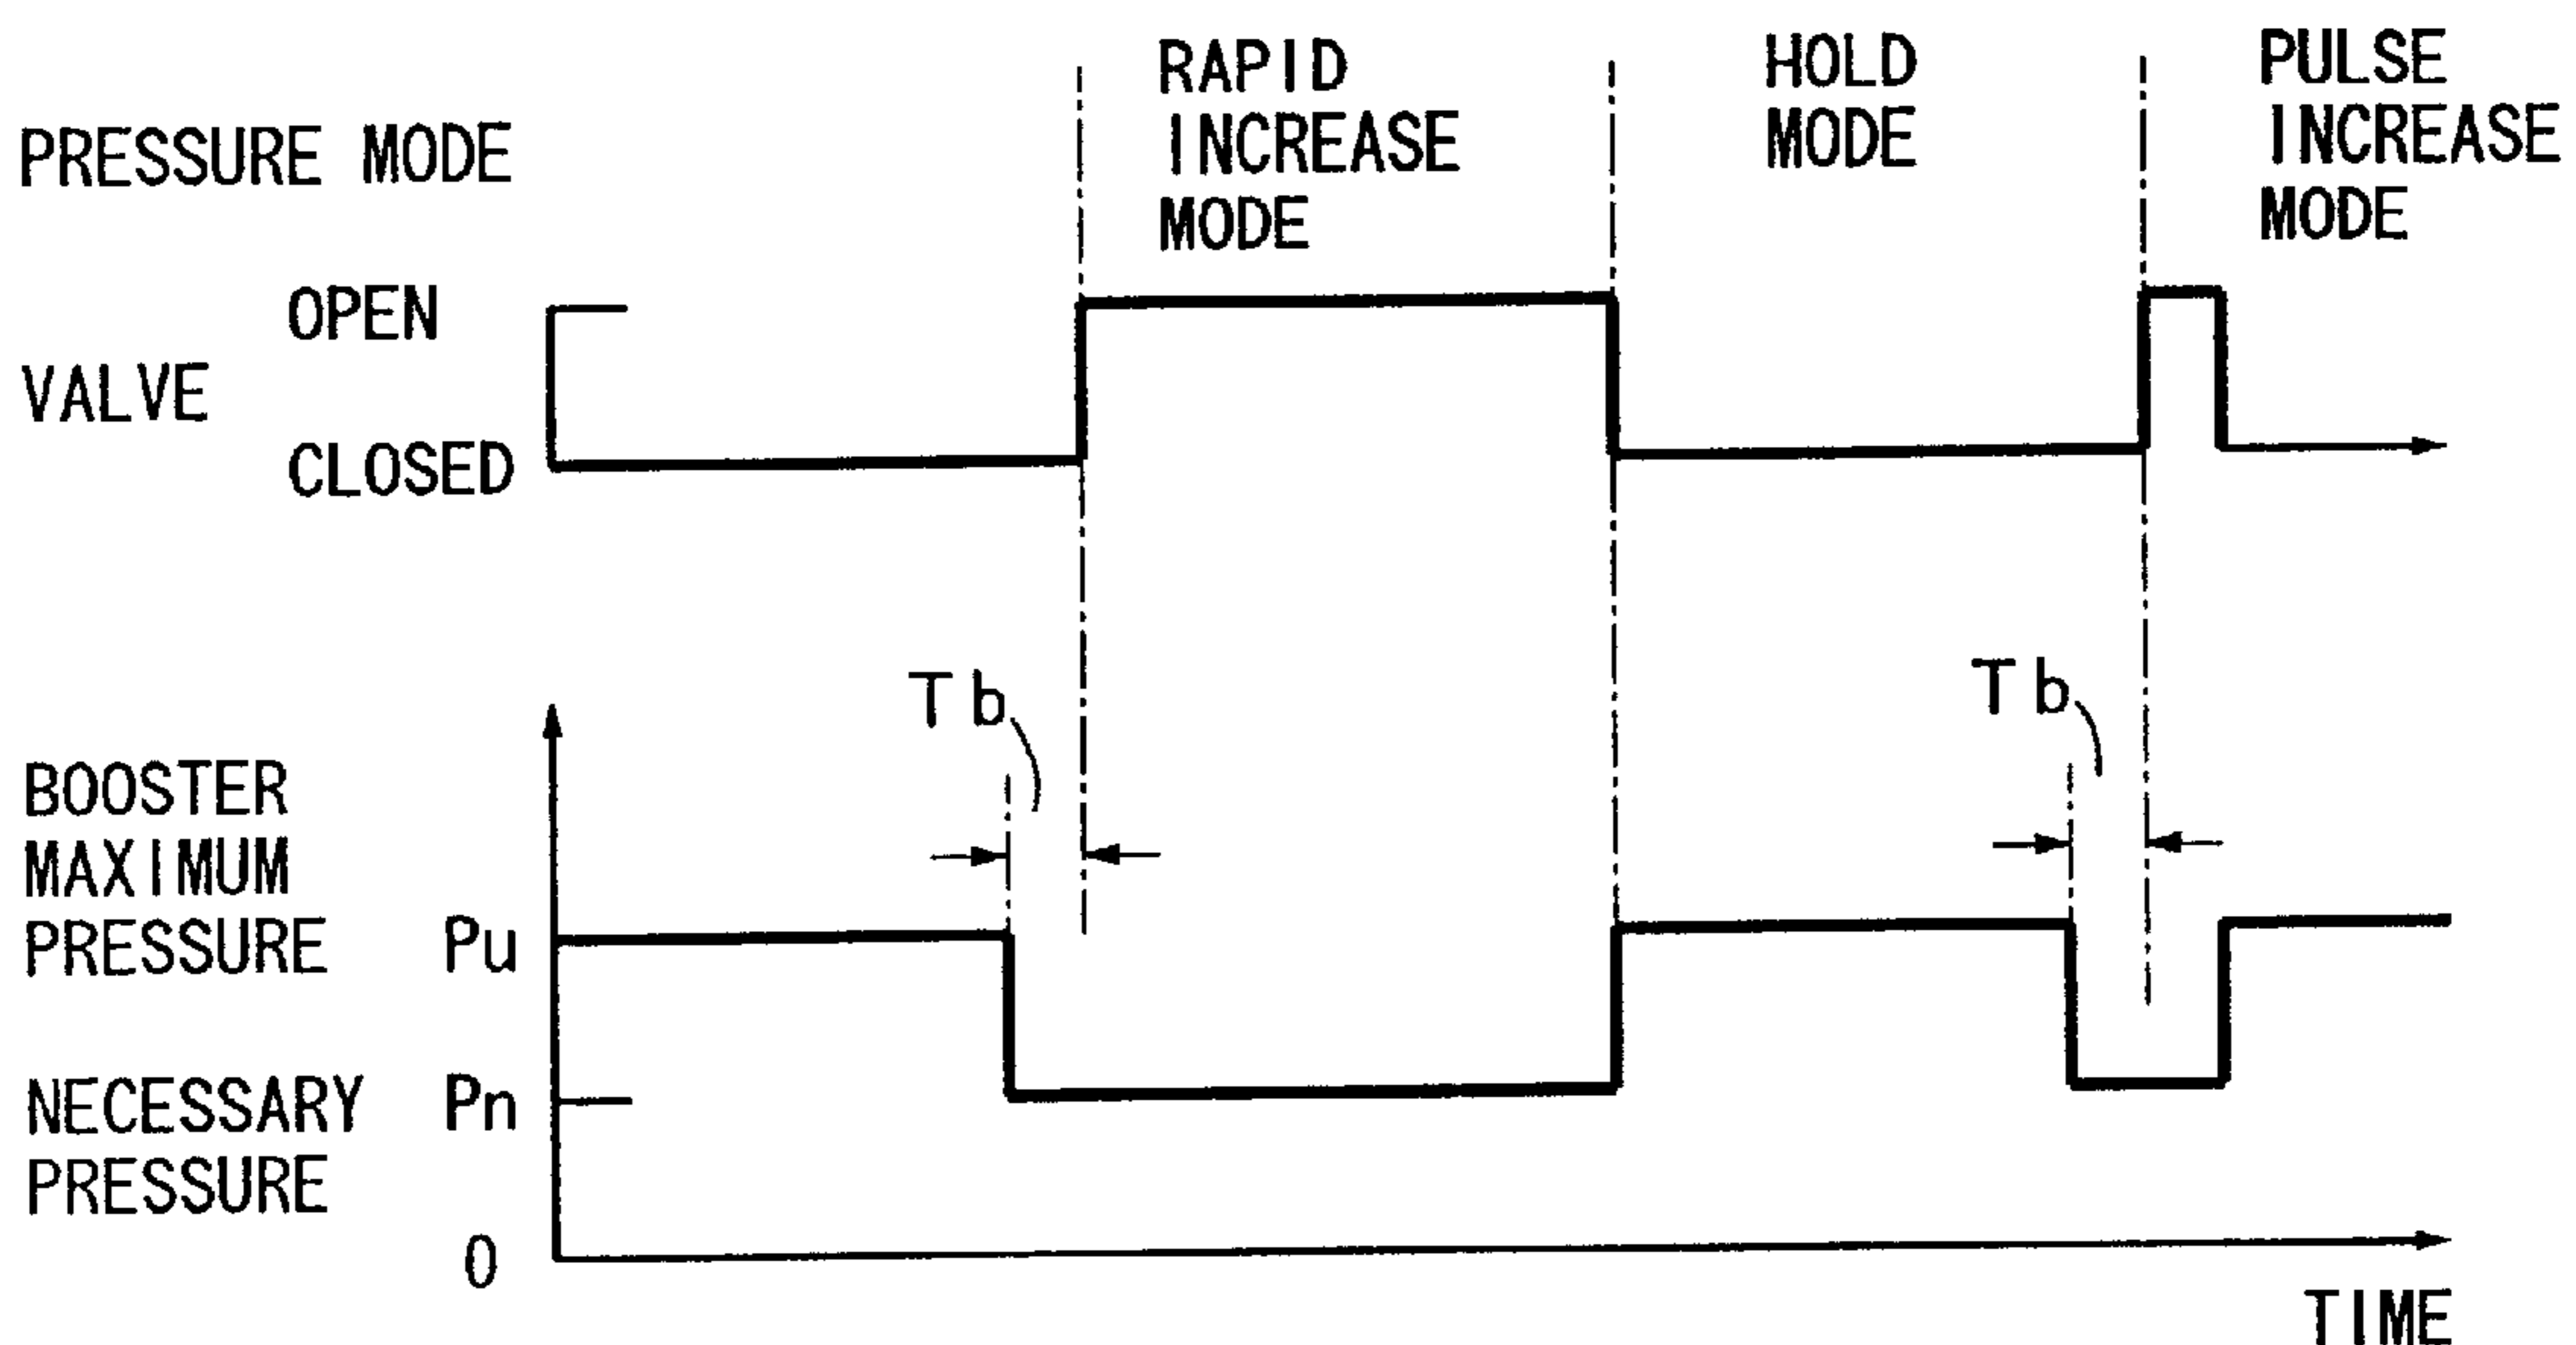 PRESSURE MODE
RAPID
INCREASE
MODE
HOLD
MODE
PULSE
INCREASE
MODE
VALVE
OPEN
CLOSED
Tb
Tb
BOOSTER
MAXIMUM
PRESSURE
Pu
NECESSARY
PRESSURE
Pn
0
TIME